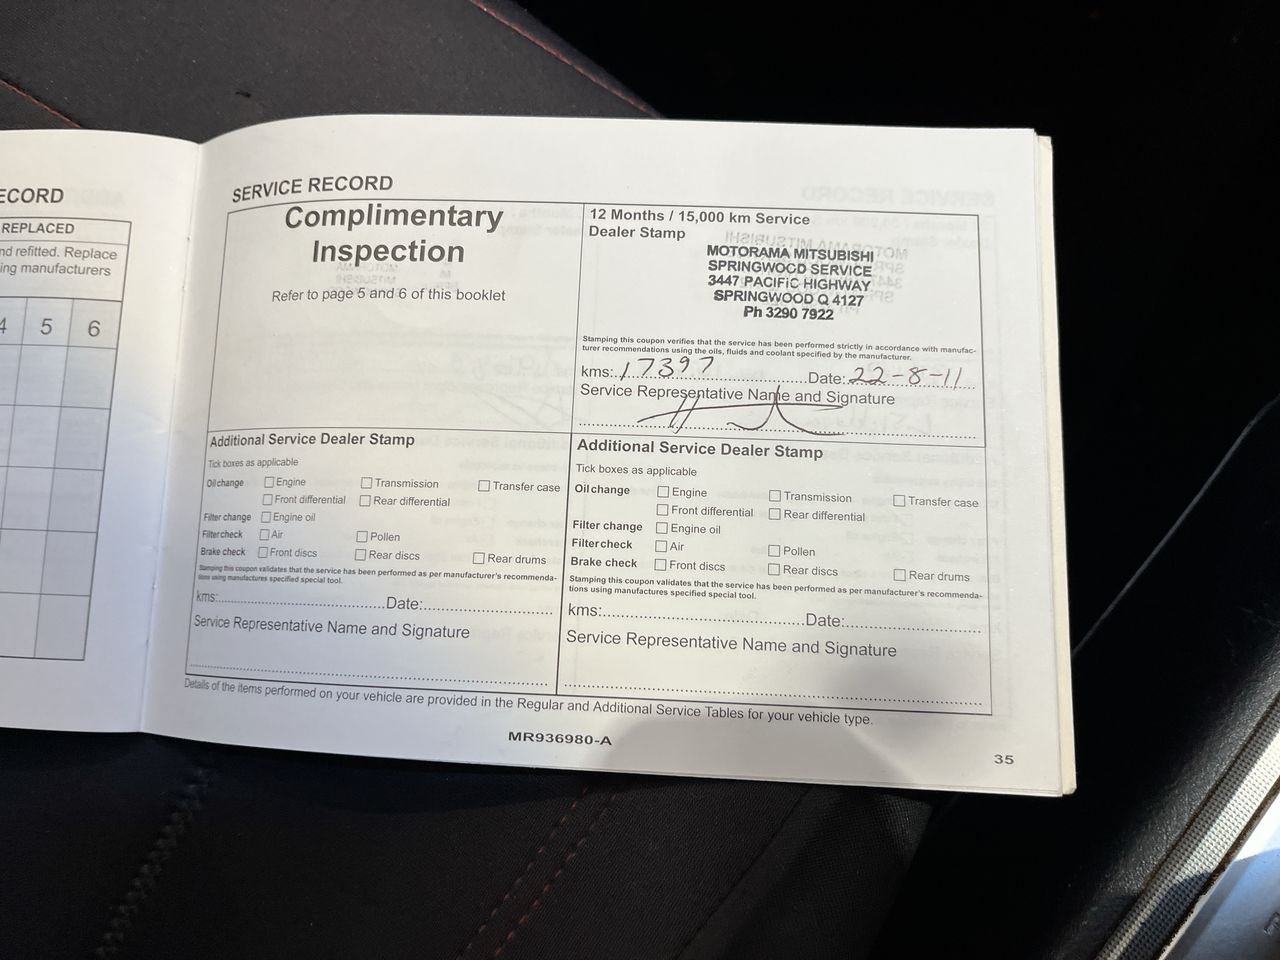 ECORD
REPLACED
nd refitted. Replace
ing manufacturers
4 5 6
SERVICE RECORD
Complimentary
Inspection
Refer to page 5 and 6 of this booklet
12 Months / 15,000 km Service
Dealer Stamp
MOTORAMA MITSUBISHI
SPRINGWOOD SERVICE
3447 PACIFIC HIGHWAY
SPRINGWOOD Q 4127
Ph 3290 7922
Stamping this coupon verifies that the service has been performed strictly in accordance with manufac-
turer recommendations using the oils, fluids and coolant specified by the manufacturer.
kms: 17397 Date: 22-8-11
Service Representative Name and Signature
Additional Service Dealer Stamp
Tick boxes as applicable
Oil change Engine Transmission Transfer case
Front differential Rear differential
Filter change Engine oil
Filter check Air Pollen
Brake check Front discs Rear discs Rear drums
Stamping this coupon validates that the service has been performed as per manufacturer's recommenda-
tions using manufactures specified special tool.
kms: Date:
Service Representative Name and Signature
Additional Service Dealer Stamp
Tick boxes as applicable
Oil change Engine Transmission Transfer case
Front differential Rear differential
Filter change Engine oil
Filter check Air Pollen
Brake check Front discs Rear discs Rear drums
Stamping this coupon validates that the service has been performed as per manufacturer's recommenda-
tions using manufactures specified special tool.
kms: Date:
Service Representative Name and Signature
Details of the items performed on your vehicle are provided in the Regular and Additional Service Tables for your vehicle type.
MR936980-A
35